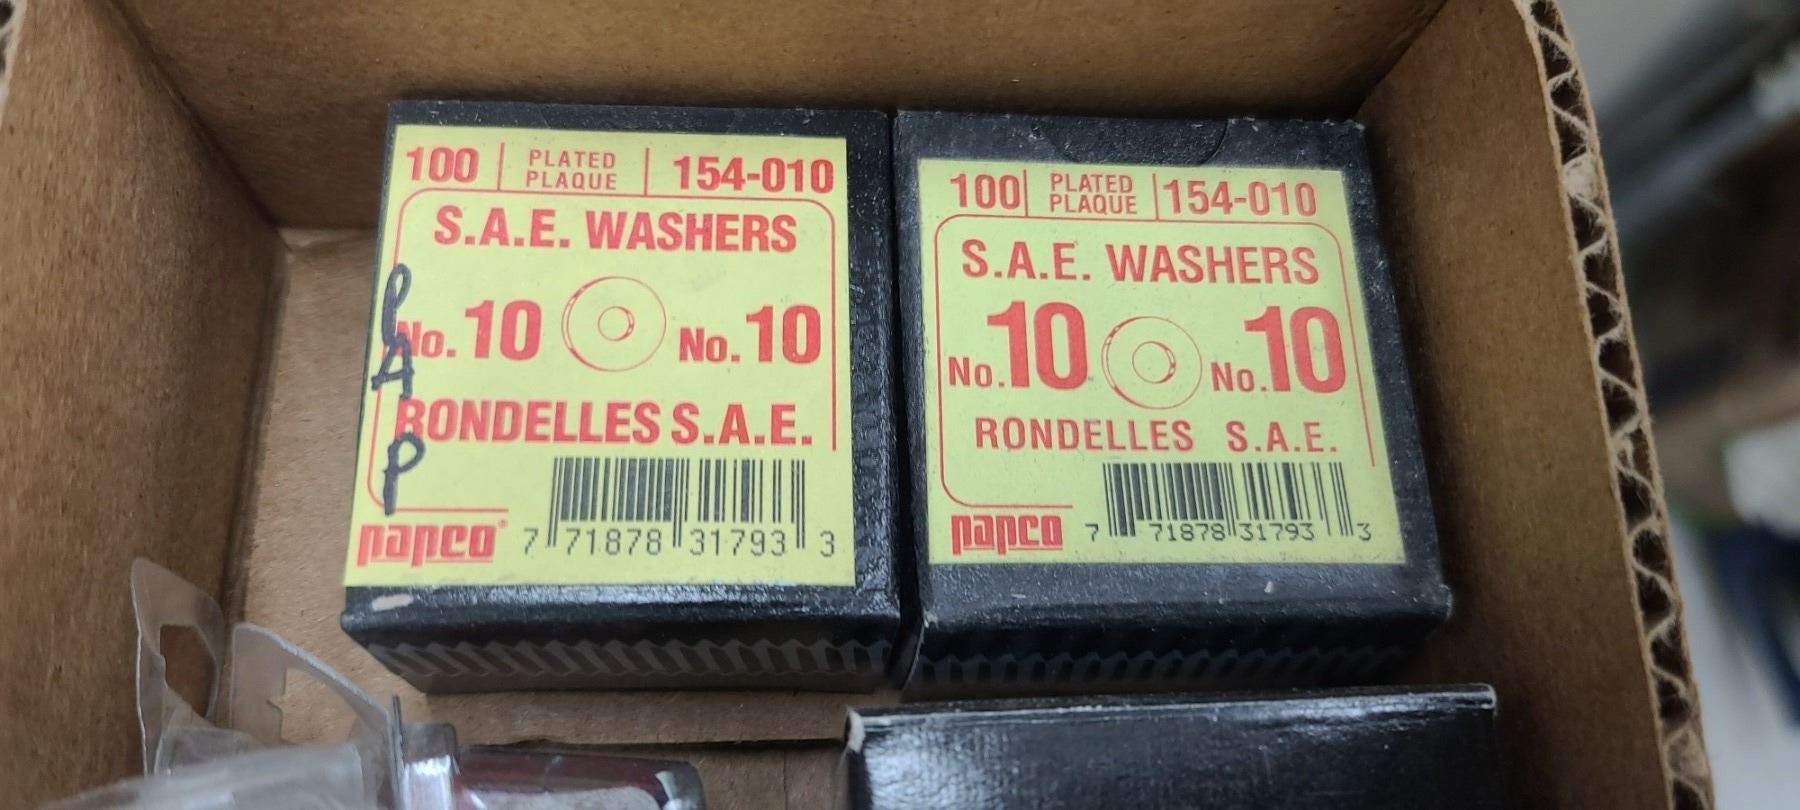 100 PLATED PLAQUE 154-010
S.A.E. WASHERS
No. 10 No. 10
RONDELLES S.A.E.
papco®
7 71878 31793 3
PAP
100 PLATED PLAQUE 154-010
S.A.E. WASHERS
No. 10 No. 10
RONDELLES S.A.E.
papco
7 71878 31793 3